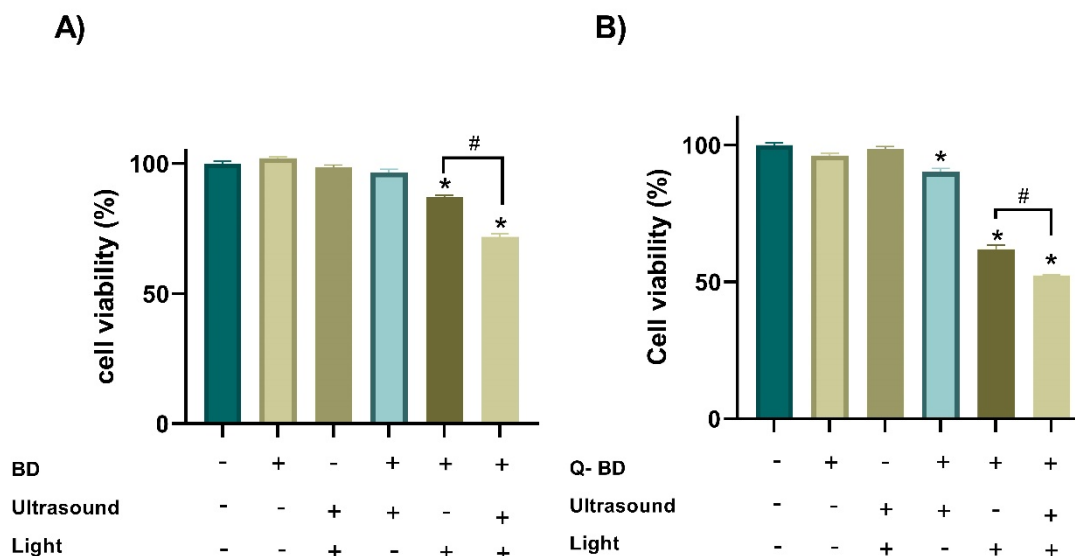 A)
cell viability (%)
100
50
0
#
*
*
BD - + - + + +
Ultrasound - - + + - +
Light - - + - + +
B)
Cell viability (%)
100
50
0
*
#
*
*
Q- BD - + - + + +
Ultrasound - - + + - +
Light - - + - + +